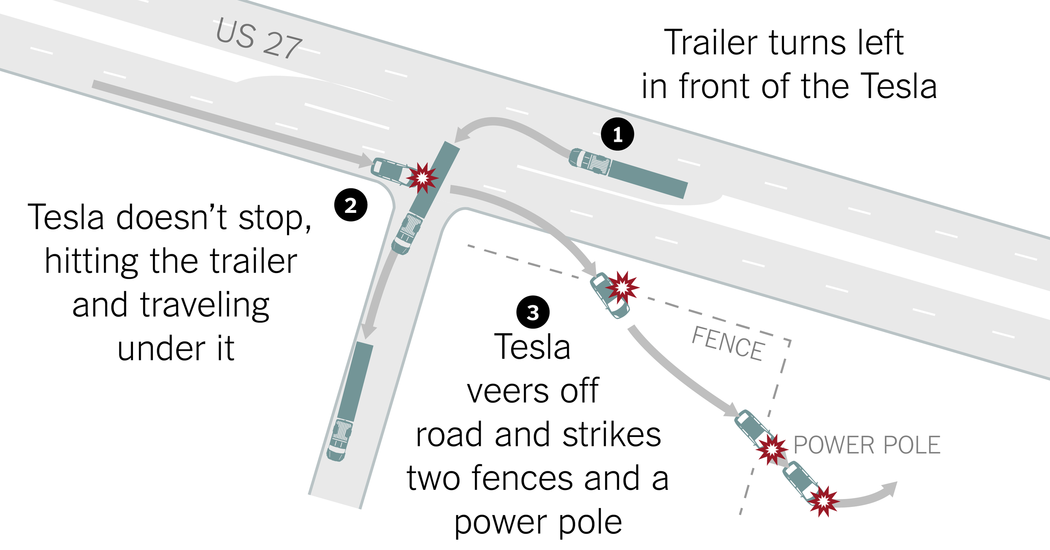 US 27
Trailer turns left
in front of the Tesla
1
2
Tesla doesn’t stop,
hitting the trailer
and traveling
under it
3
Tesla
veers off
road and strikes
two fences and a
power pole
FENCE
POWER POLE